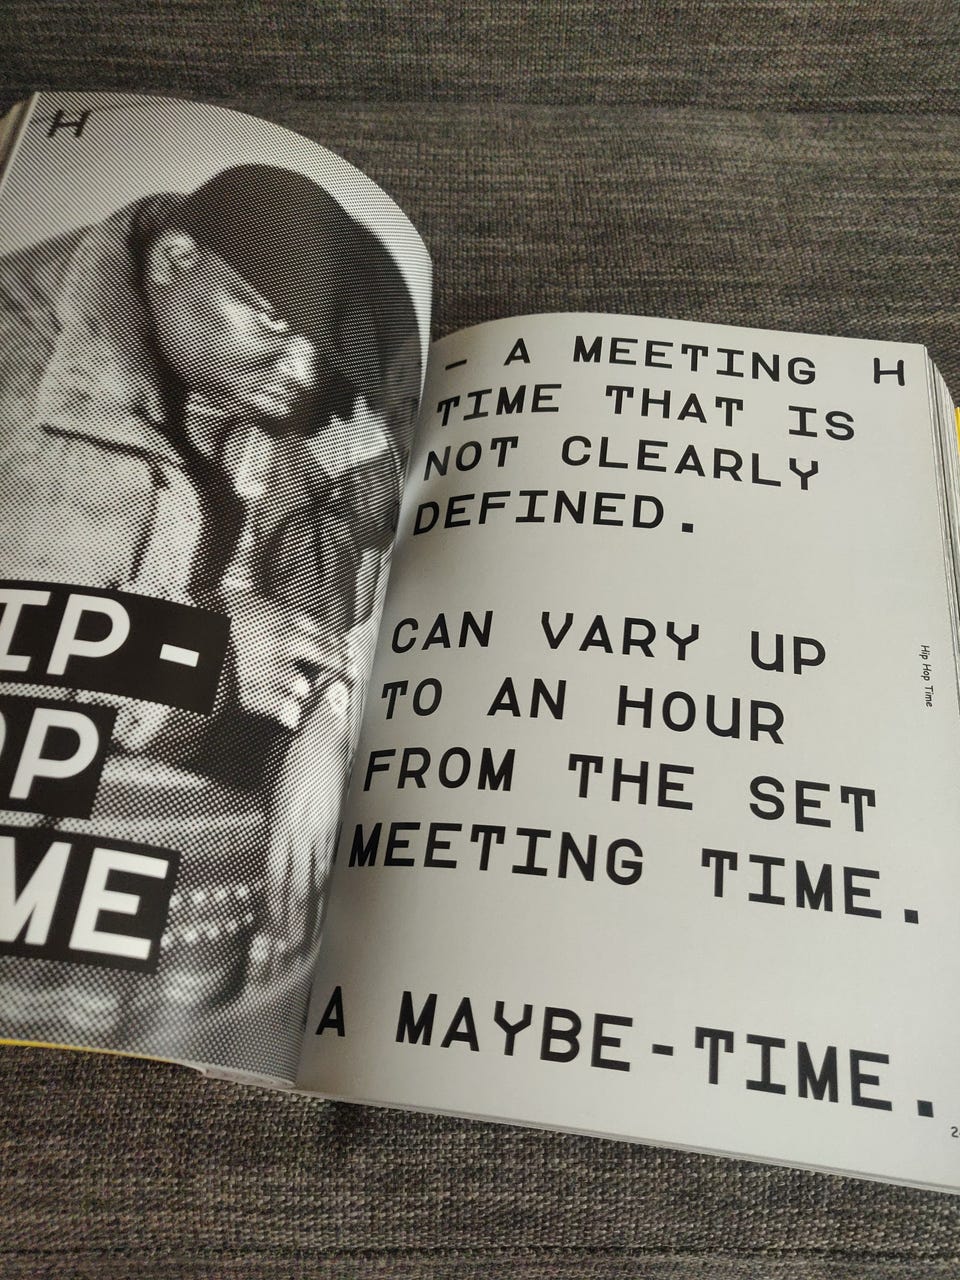 H
IP-
OP
ME
— A MEETING H
TIME THAT IS
NOT CLEARLY
DEFINED.
CAN VARY UP
TO AN HOUR
FROM THE SET
MEETING TIME.
A MAYBE-TIME.
Hip Hop Time
2